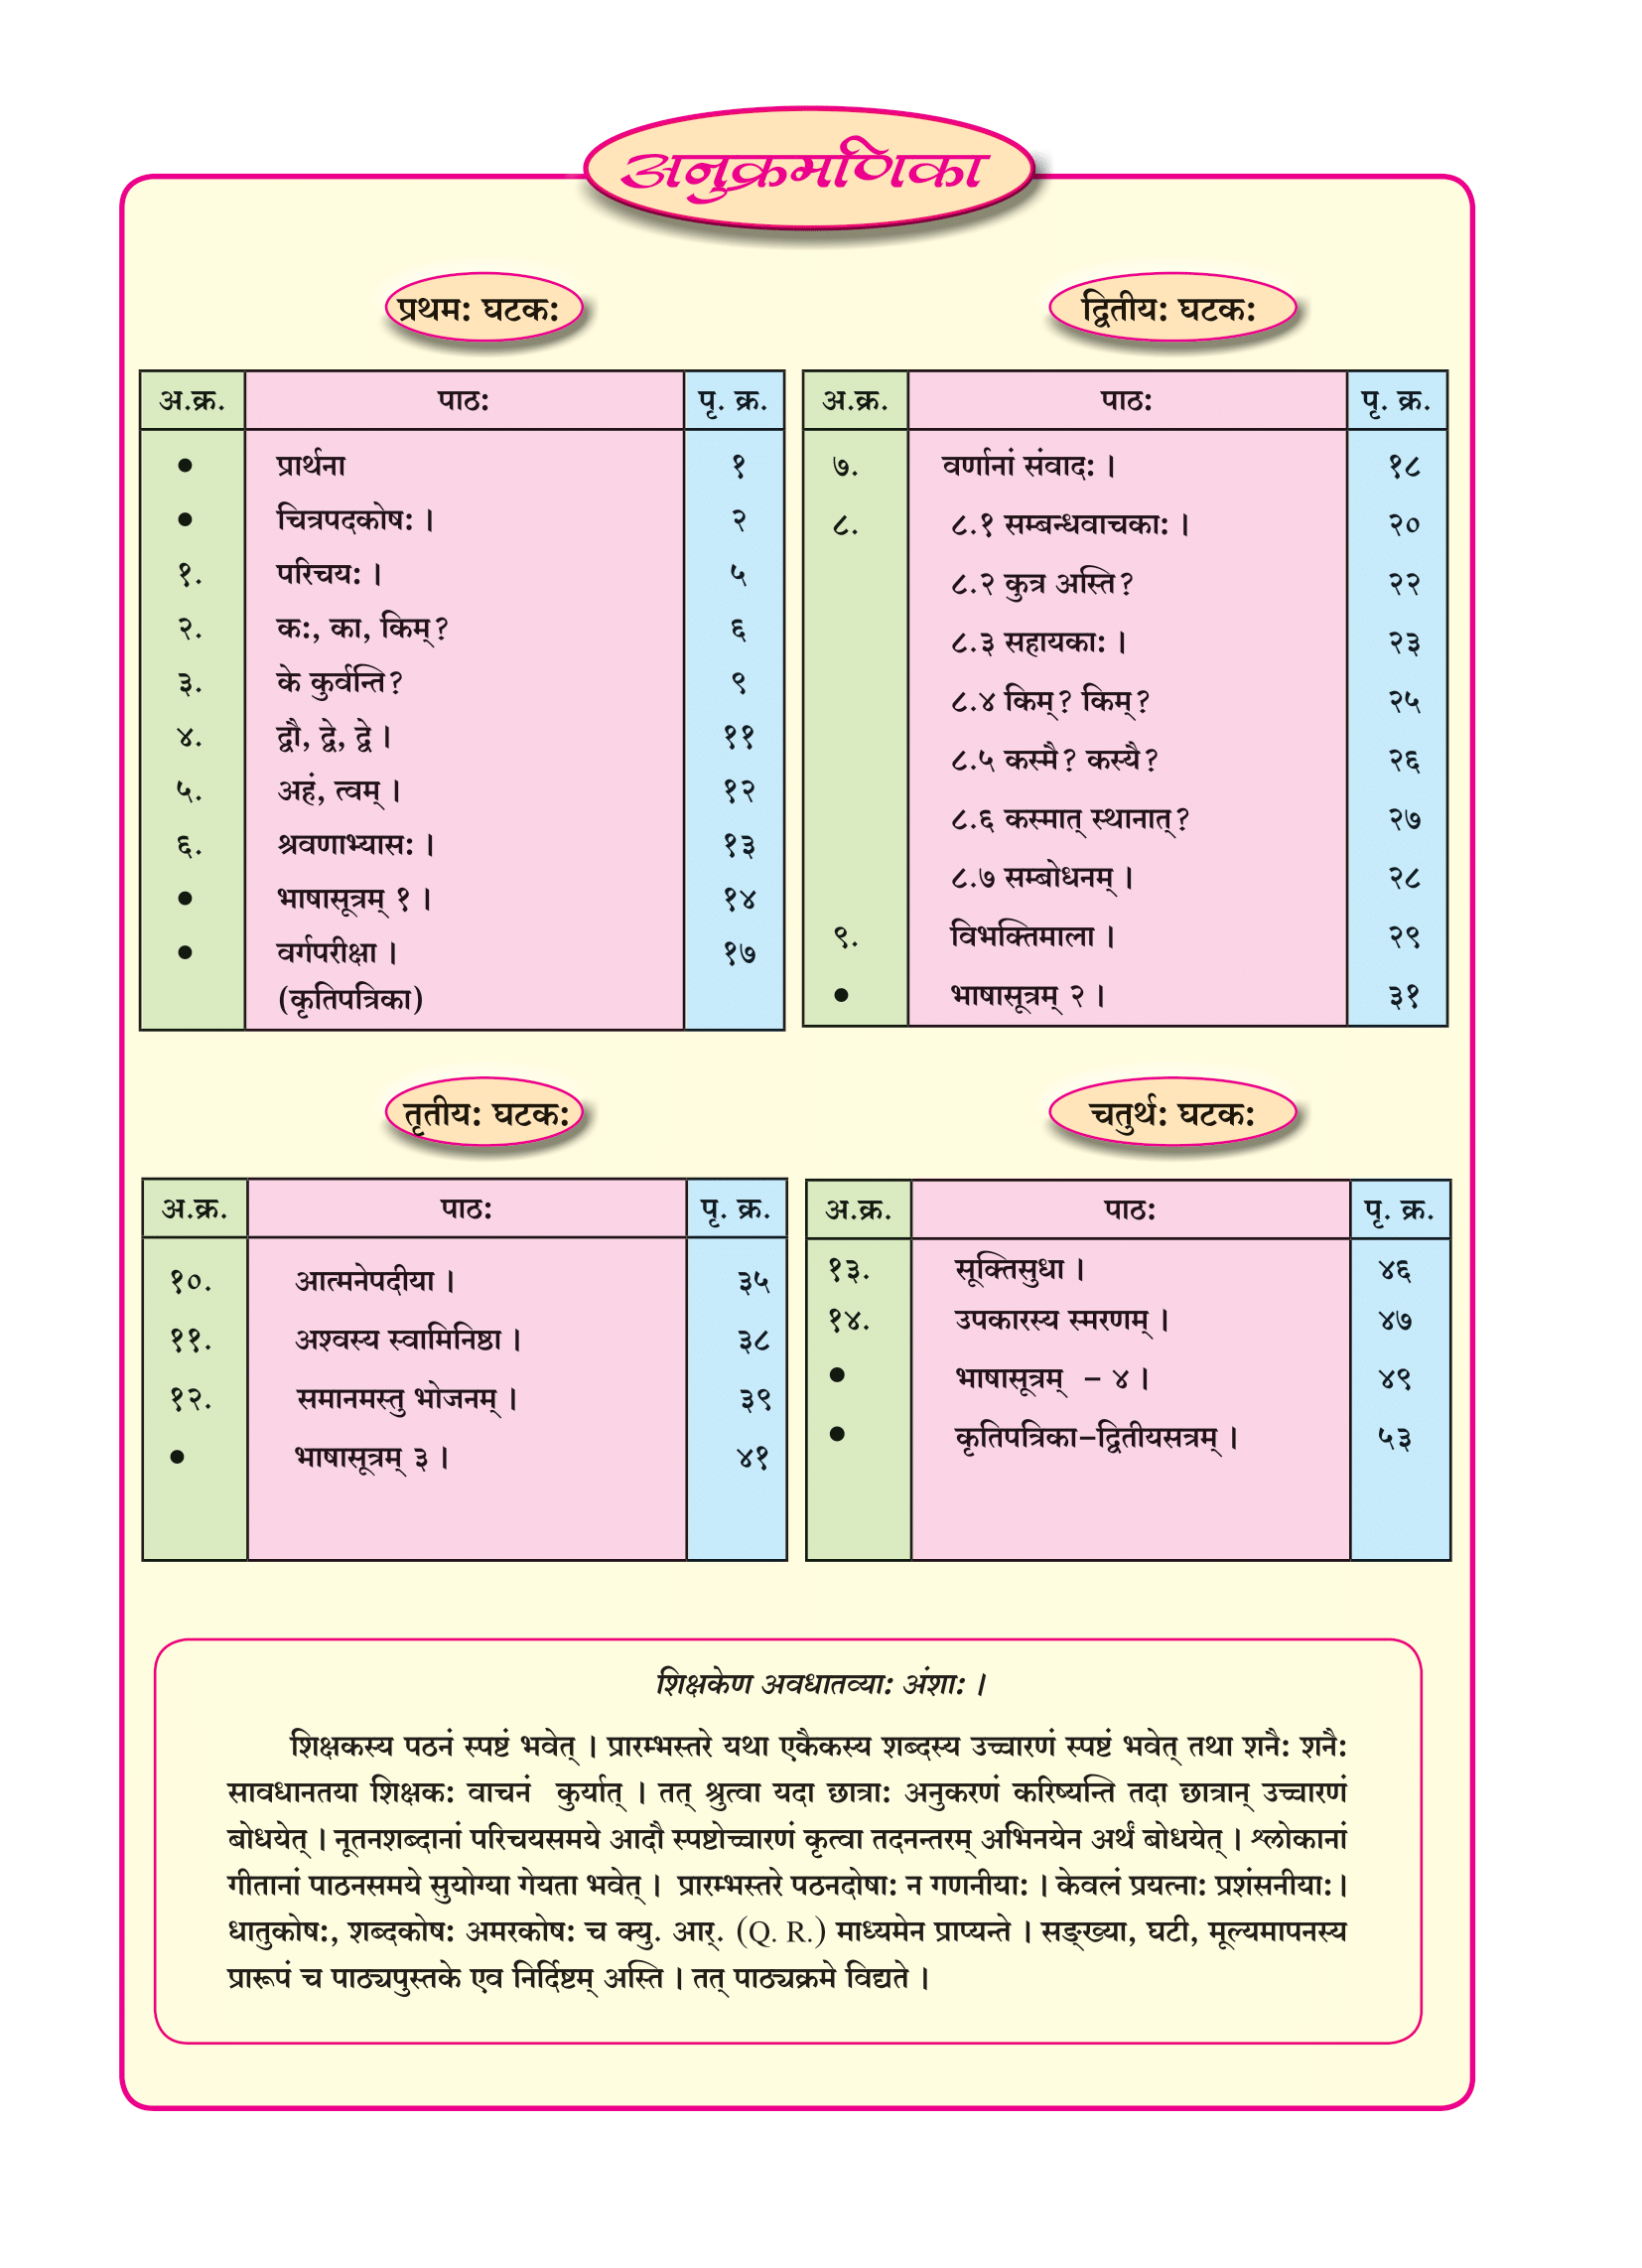 अनुक्रमणिका
प्रथमः घटकः
अ.क्र. पाठः पृ. क्र.
● प्रार्थना १
● चित्रपदकोषः । २
१. परिचयः । ५
२. कः, का, किम्? ६
३. के कुर्वन्ति? ९
४. द्वौ, द्वे, द्वे । ११
५. अहं, त्वम् । १२
६. श्रवणाभ्यासः । १३
● भाषासूत्रम् १ । १४
● वर्गपरीक्षा । १७
(कृतिपत्रिका)
द्वितीयः घटकः
अ.क्र. पाठः पृ. क्र.
७. वर्णानां संवादः । १८
८. ८.१ सम्बन्धवाचकाः । २०
८.२ कुत्र अस्ति? २२
८.३ सहायकाः । २३
८.४ किम्? किम्? २५
८.५ कस्मै? कस्यै? २६
८.६ कस्मात् स्थानात्? २७
८.७ सम्बोधनम् । २८
९. विभक्तिमाला । २९
● भाषासूत्रम् २ । ३१
तृतीयः घटकः
अ.क्र. पाठः पृ. क्र.
१०. आत्मनेपदीया । ३५
११. अश्वस्य स्वामिनिष्ठा । ३८
१२. समानमस्तु भोजनम् । ३९
● भाषासूत्रम् ३ । ४१
चतुर्थः घटकः
अ.क्र. पाठः पृ. क्र.
१३. सूक्तिसुधा । ४६
१४. उपकारस्य स्मरणम् । ४७
● भाषासूत्रम् – ४ । ४९
● कृतिपत्रिका–द्वितीयसत्रम् । ५३
शिक्षकेण अवधातव्याः अंशाः ।
शिक्षकस्य पठनं स्पष्टं भवेत् । प्रारम्भस्तरे यथा एकैकस्य शब्दस्य उच्चारणं स्पष्टं भवेत् तथा शनैः शनैः
सावधानतया शिक्षकः वाचनं कुर्यात् । तत् श्रुत्वा यदा छात्राः अनुकरणं करिष्यन्ति तदा छात्रान् उच्चारणं
बोधयेत् । नूतनशब्दानां परिचयसमये आदौ स्पष्टोच्चारणं कृत्वा तदनन्तरम् अभिनयेन अर्थं बोधयेत् । श्लोकानां
गीतानां पाठनसमये सुयोग्या गेयता भवेत् । प्रारम्भस्तरे पठनदोषाः न गणनीयाः । केवलं प्रयत्नाः प्रशंसनीयाः।
धातुकोषः, शब्दकोषः अमरकोषः च क्यु. आर्. (Q. R.) माध्यमेन प्राप्यन्ते । सङ्ख्या, घटी, मूल्यमापनस्य
प्रारूपं च पाठ्यपुस्तके एव निर्दिष्टम् अस्ति । तत् पाठ्यक्रमे विद्यते ।